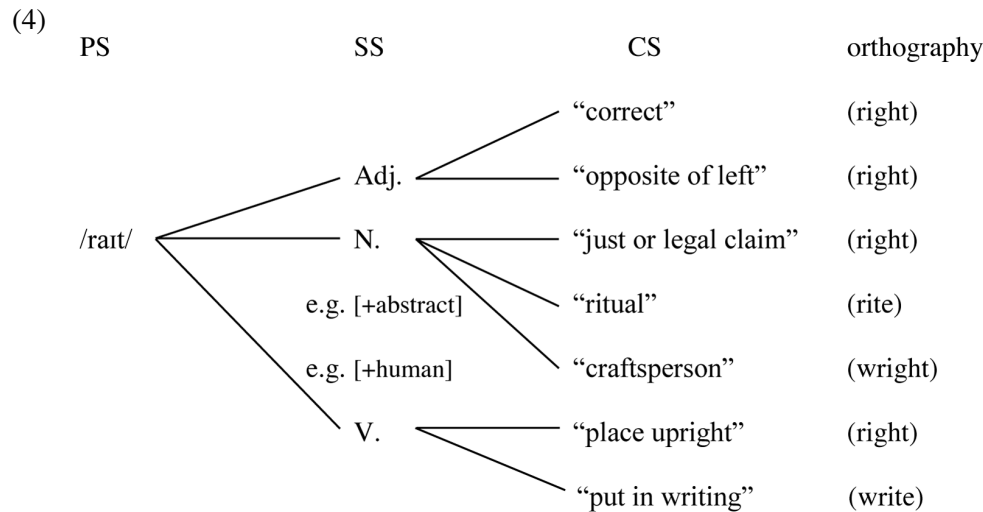 (4)
PS SS CS orthography
“correct” (right)
Adj. “opposite of left” (right)
/raɪt/ N. “just or legal claim” (right)
e.g. [+abstract] “ritual” (rite)
e.g. [+human] “craftsperson” (wright)
V. “place upright” (right)
“put in writing” (write)